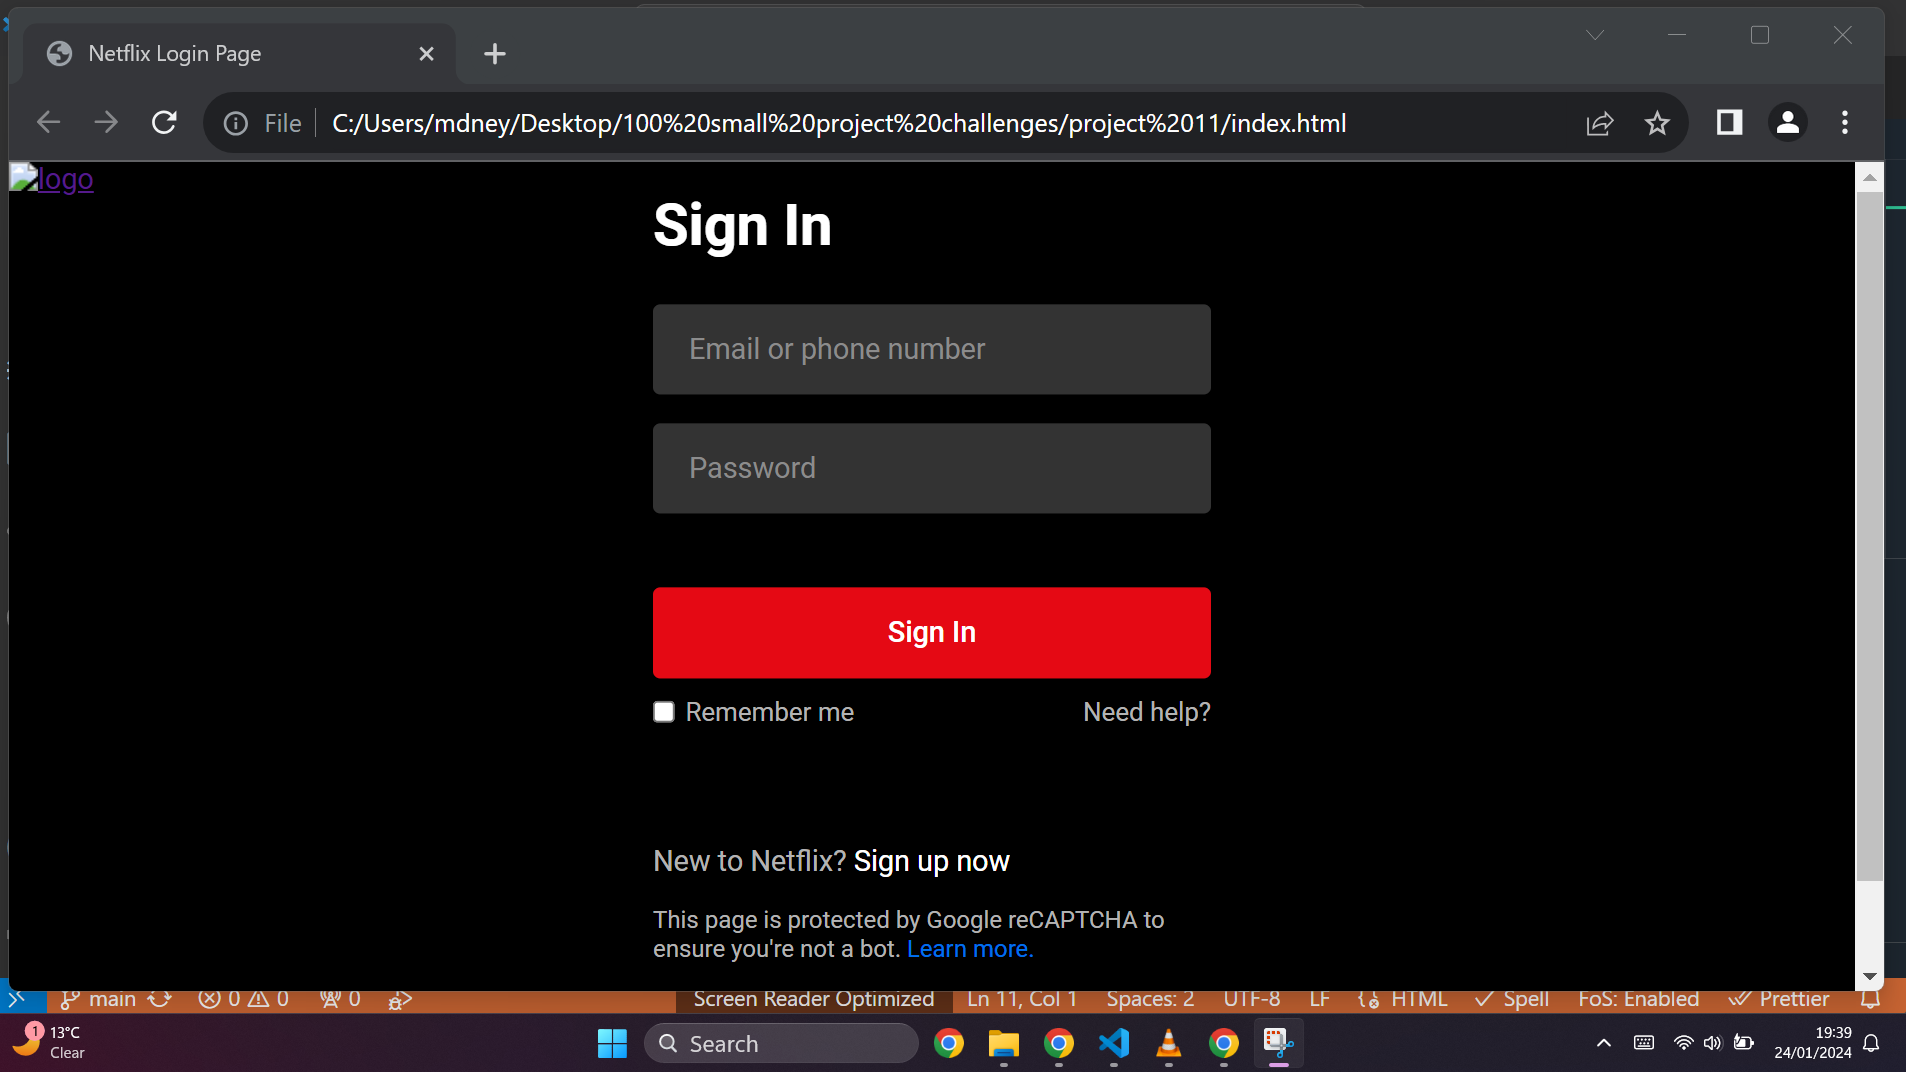 Netflix Login Page
File C:/Users/mdney/Desktop/100%20small%20project%20challenges/project%2011/index.html
logo
Sign In
Email or phone number
Password
Sign In
Remember me Need help?
New to Netflix? Sign up now
This page is protected by Google reCAPTCHA to
ensure you're not a bot. Learn more.
main 0 0 0 Screen Reader Optimized Ln 11, Col 1 Spaces: 2 UTF-8 LF HTML Spell FoS: Enabled Prettier
1 13°C
Clear
Search
19:39
24/01/2024